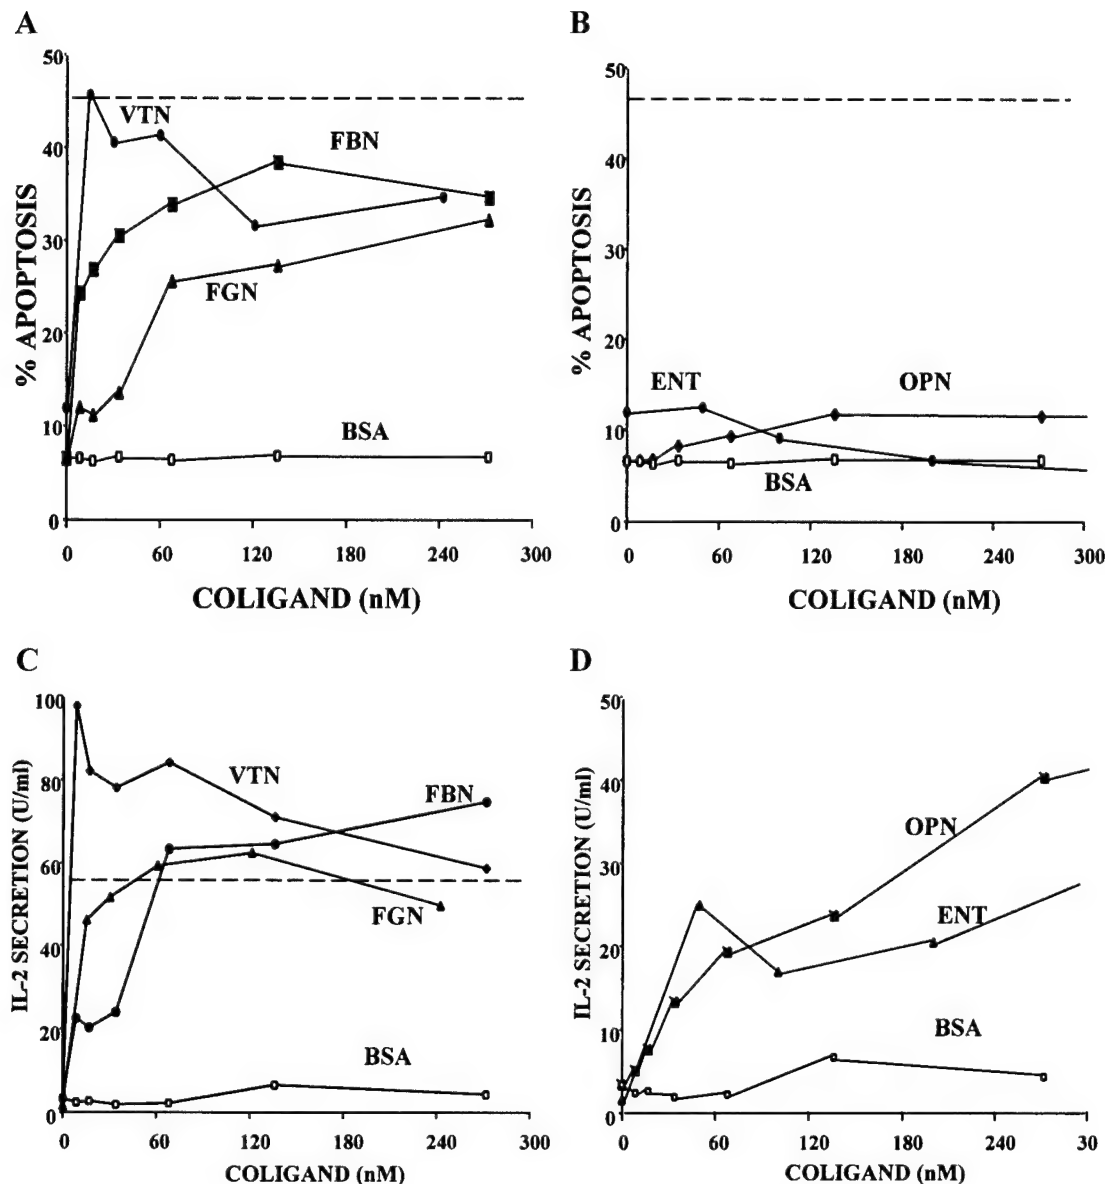 A
50
40
30
20
10
0
% APOPTOSIS
VTN
FBN
FGN
BSA
0 60 120 180 240 300
COLIGAND (nM)
B
50
40
30
20
10
0
% APOPTOSIS
ENT
OPN
BSA
0 60 120 180 240 300
COLIGAND (nM)
C
100
80
60
40
20
0
IL-2 SECRETION (U/ml)
VTN
FBN
FGN
BSA
0 60 120 180 240 300
COLIGAND (nM)
D
50
40
30
20
10
0
IL-2 SECRETION (U/ml)
OPN
ENT
BSA
0 60 120 180 240 30
COLIGAND (nM)